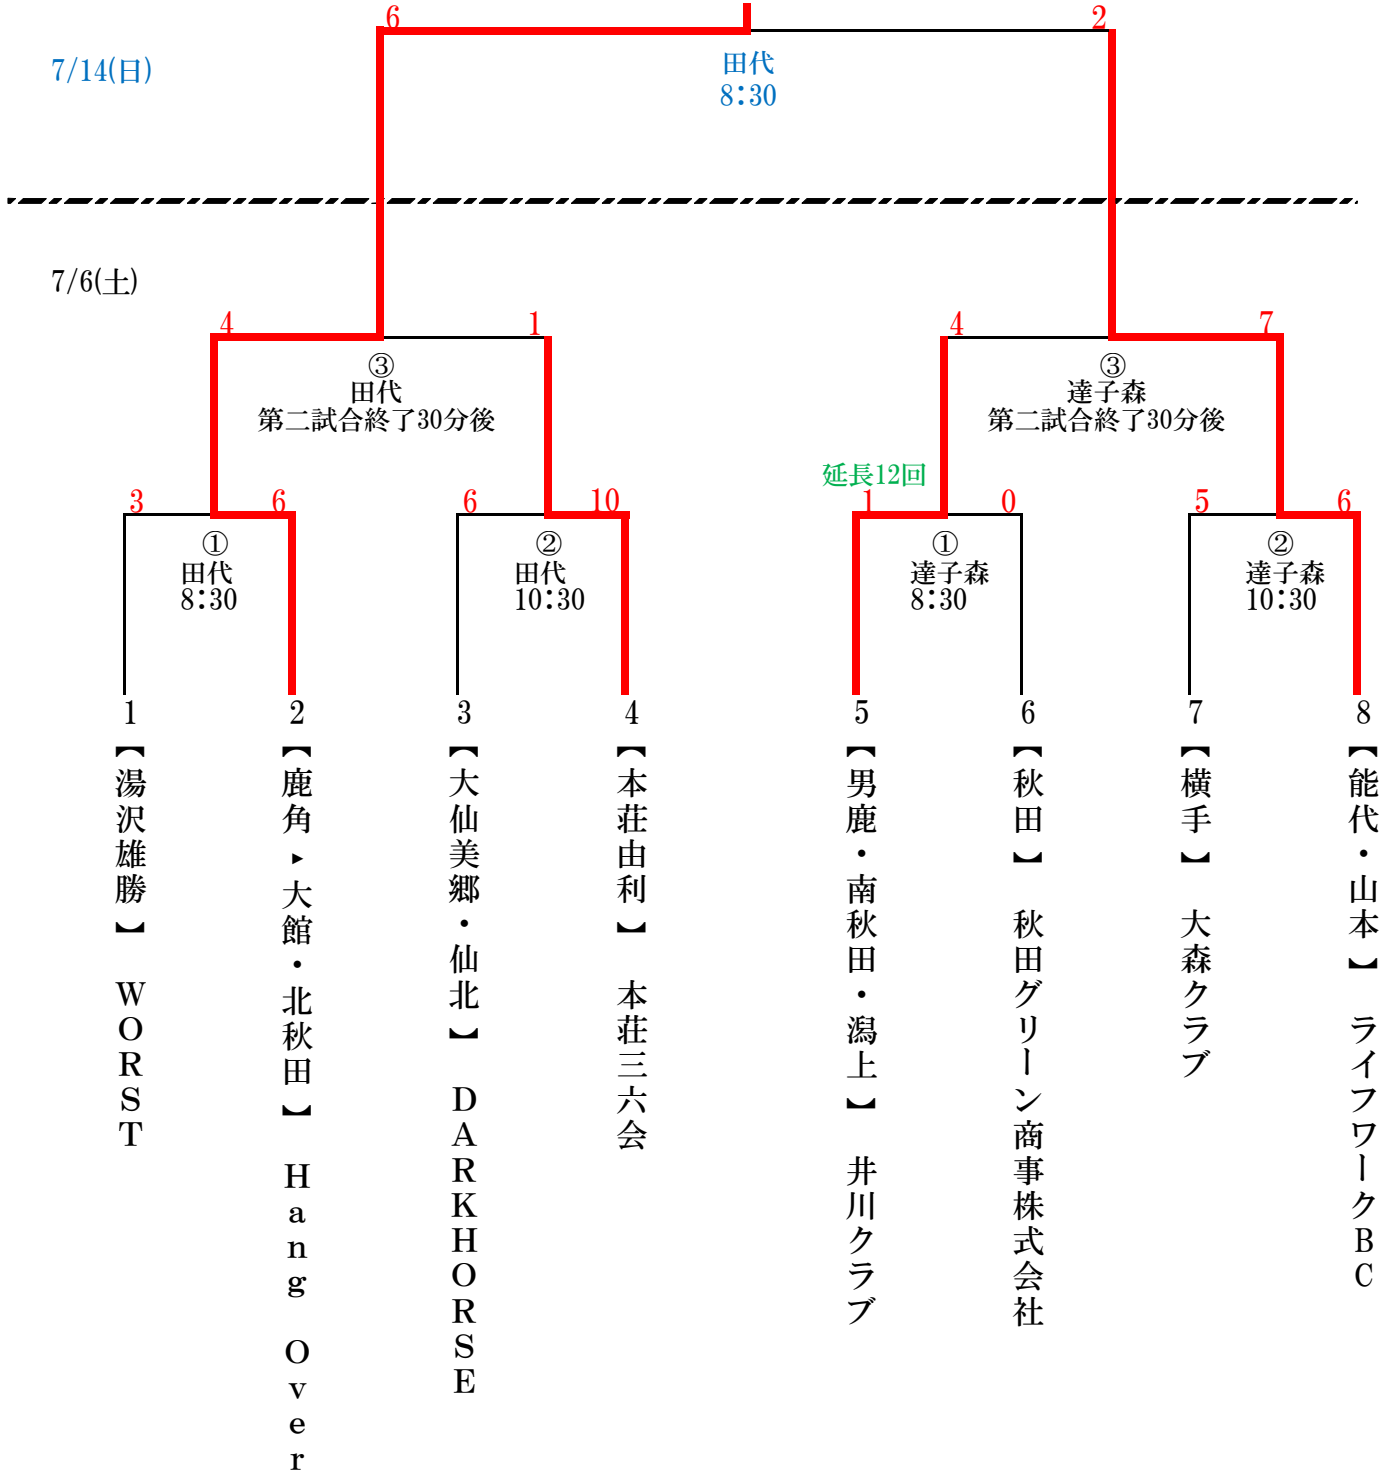 6
2
7/14(日)
田代
8:30
7/6(土)
4
1
4
7
③
田代
第二試合終了30分後
③
達子森
第二試合終了30分後
延長12回
3
6
6
10
1
0
5
6
①
田代
8:30
②
田代
10:30
①
達子森
8:30
②
達子森
10:30
1
2
3
4
5
6
7
8
【湯沢雄勝】 WORST
【鹿角▸大館・北秋田】 Hang Over
【大仙美郷・仙北】 DARKHORSE
【本荘由利】 本荘三六会
【男鹿・南秋田・潟上】 井川クラブ
【秋田】 秋田グリーン商事株式会社
【横手】 大森クラブ
【能代・山本】 ライフワークBC